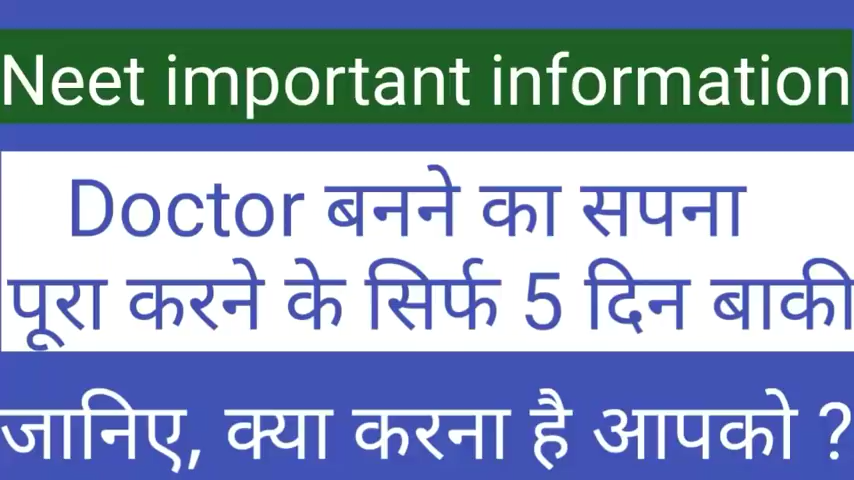 Neet important information
Doctor बनने का सपना
पूरा करने के सिर्फ 5 दिन बाकी
जानिए, क्या करना है आपको ?